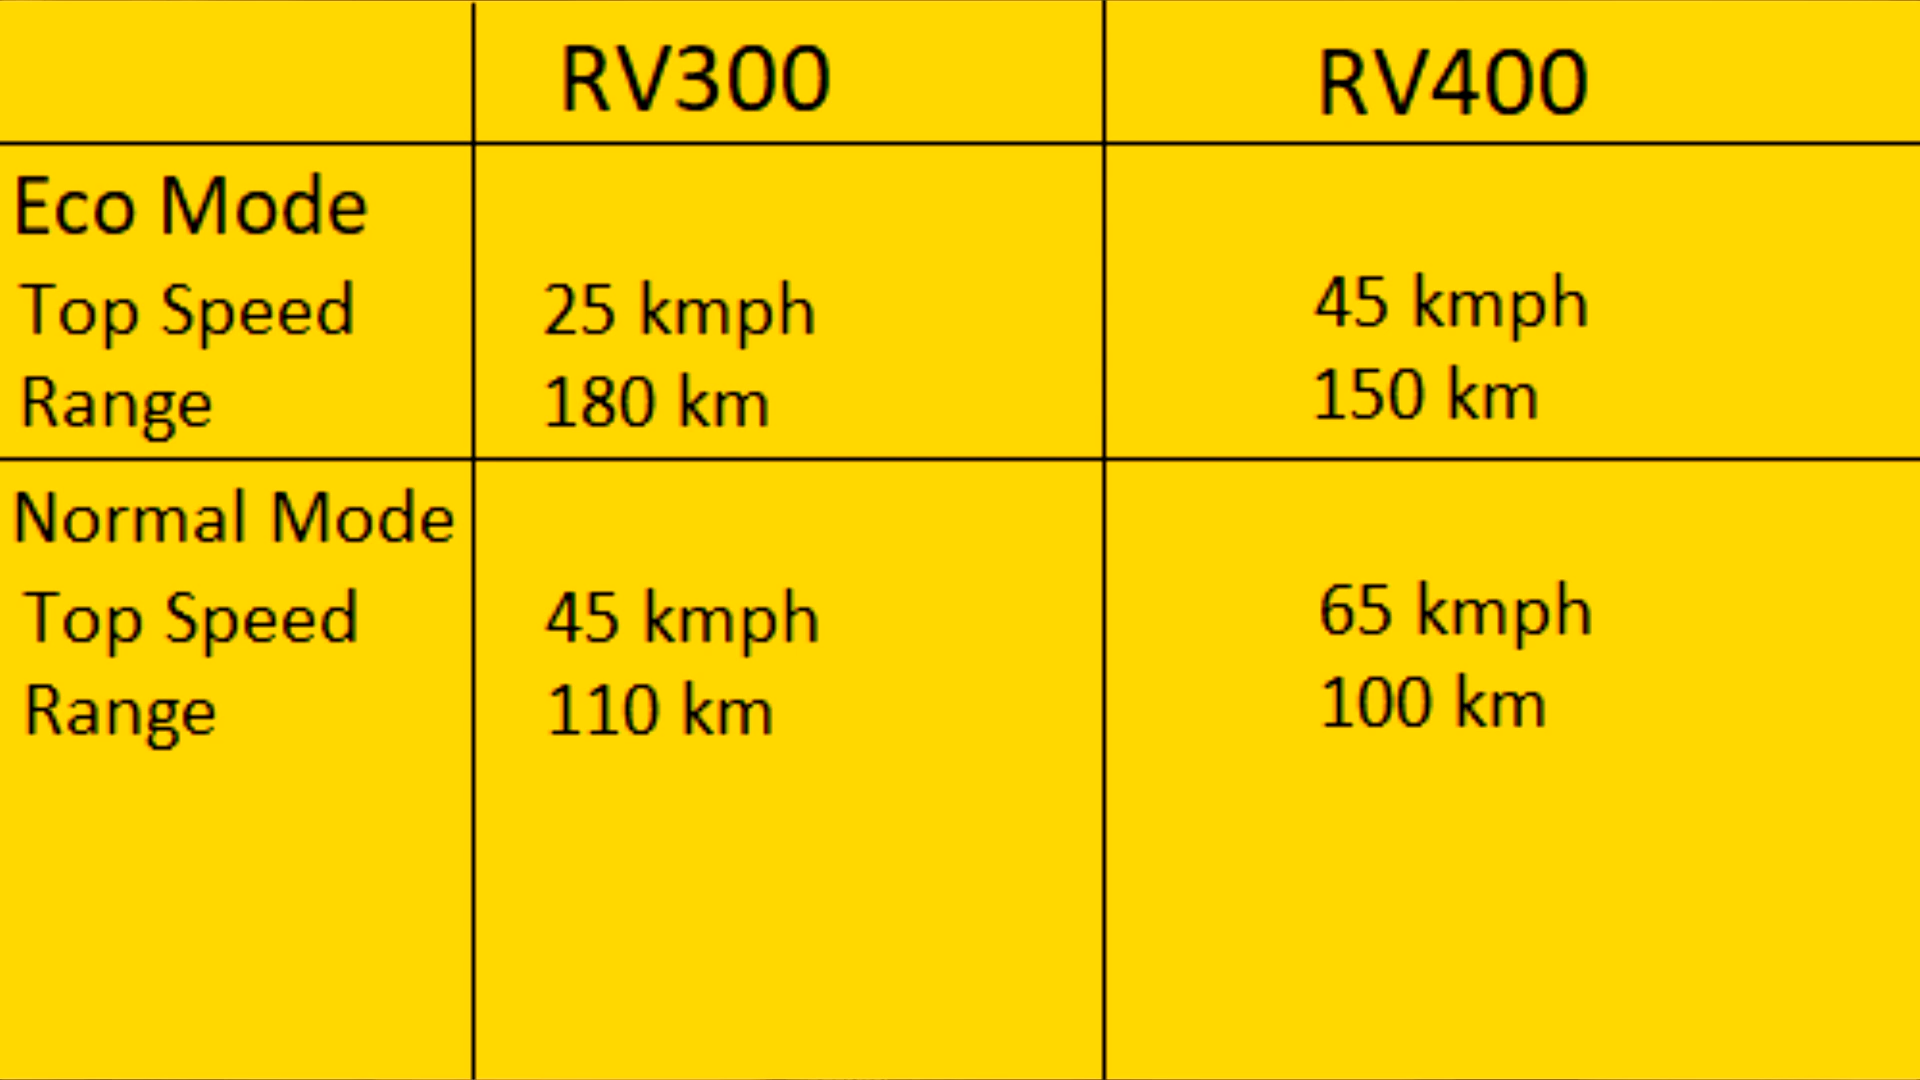 RV300 RV400
Eco Mode
Top Speed 25 kmph 45 kmph
Range 180 km 150 km
Normal Mode
Top Speed 45 kmph 65 kmph
Range 110 km 100 km